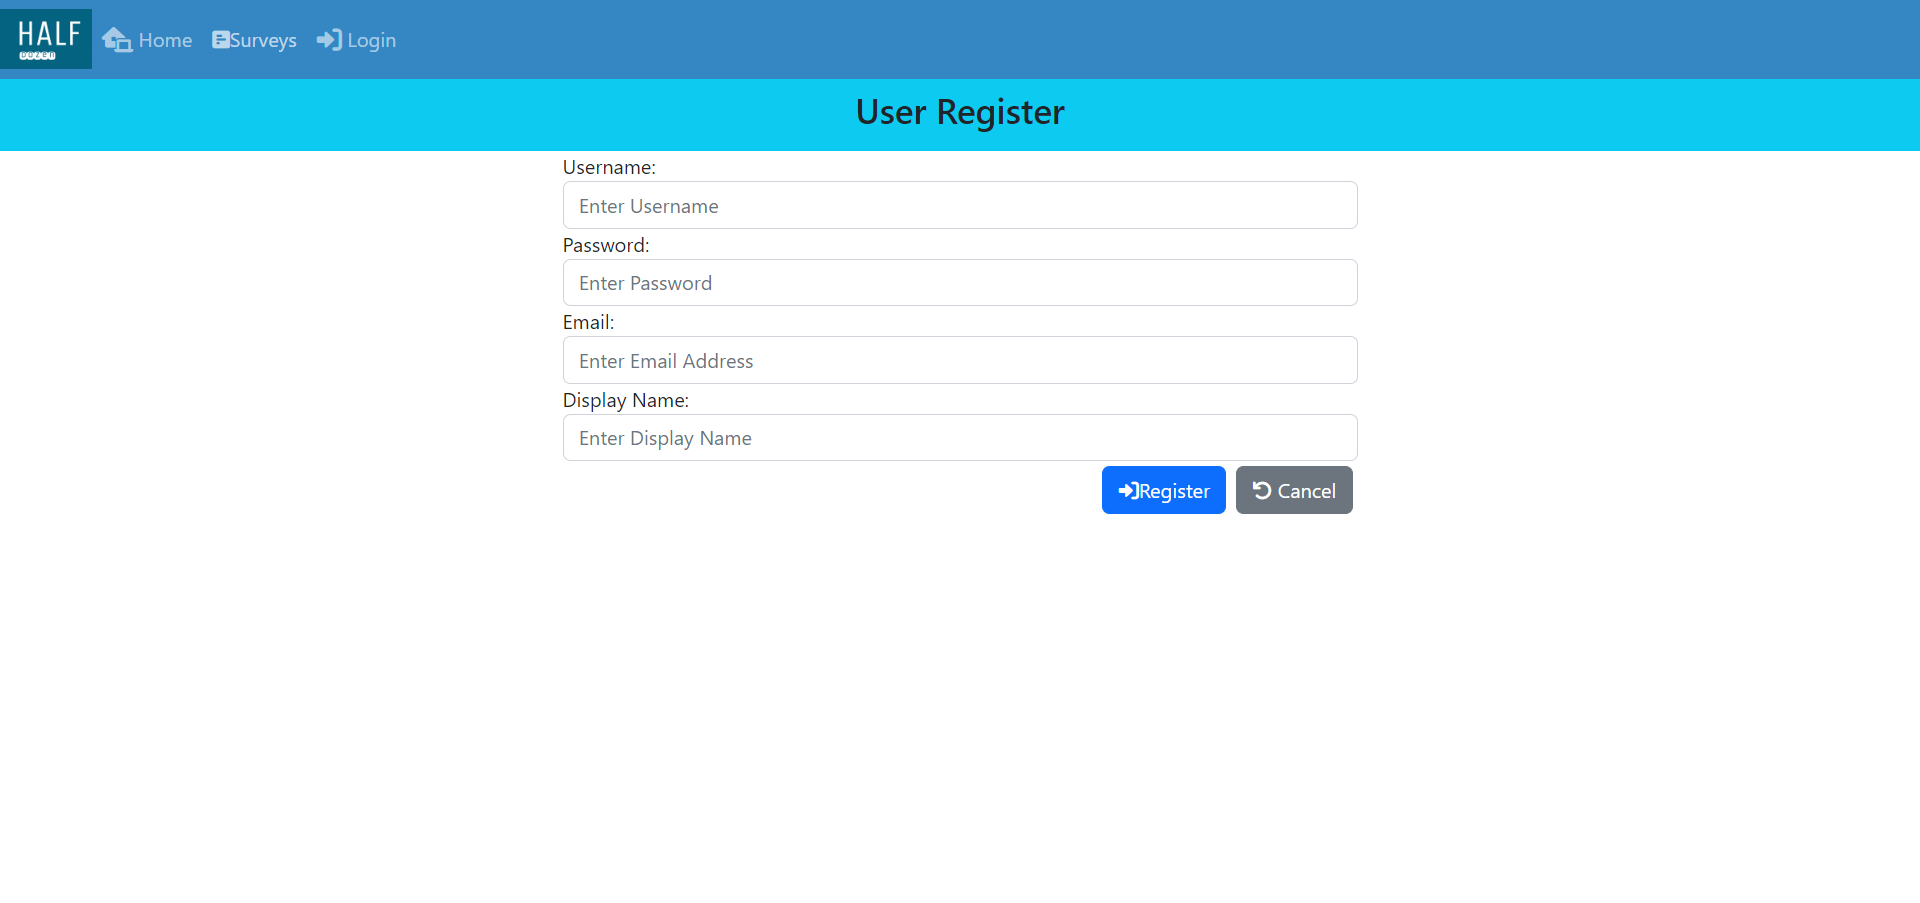 HALF
DOZEN
Home
Surveys
Login
User Register
Username:
Enter Username
Password:
Enter Password
Email:
Enter Email Address
Display Name:
Enter Display Name
Register
Cancel